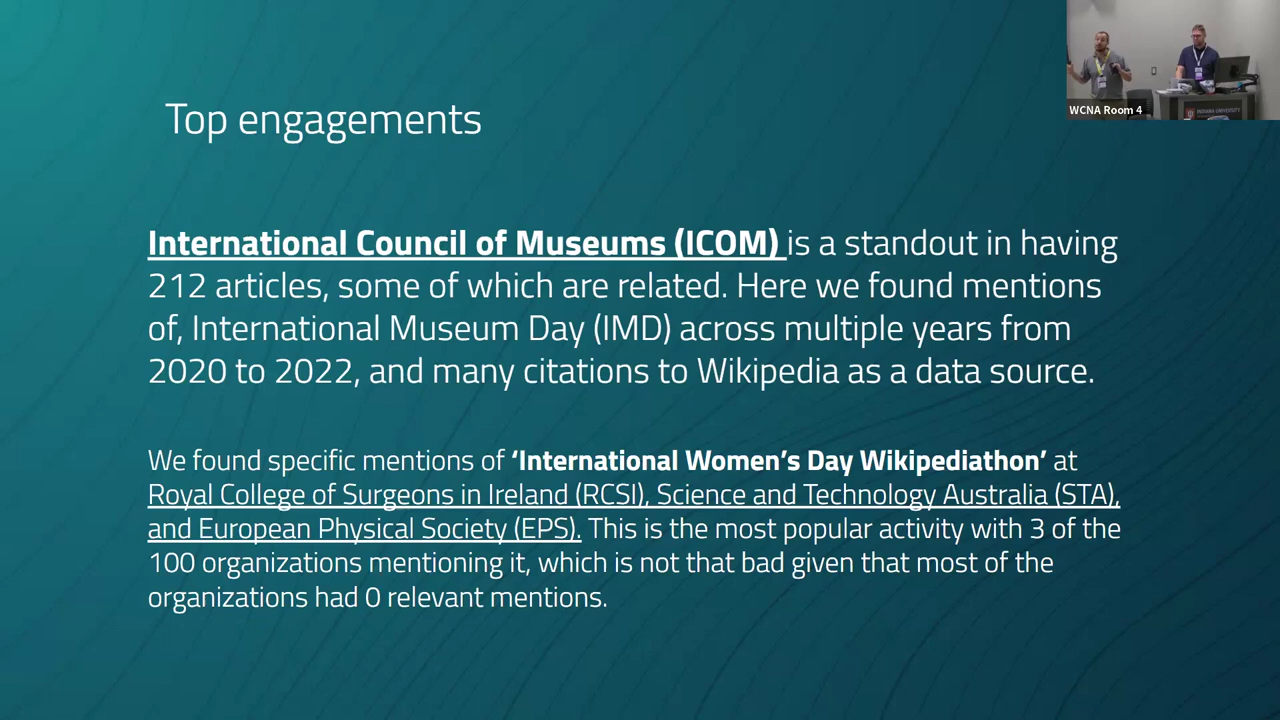 Top engagements
International Council of Museums (ICOM) is a standout in having
212 articles, some of which are related. Here we found mentions
of, International Museum Day (IMD) across multiple years from
2020 to 2022, and many citations to Wikipedia as a data source.
We found specific mentions of ‘International Women’s Day Wikipediathon’ at
Royal College of Surgeons in Ireland (RCSI), Science and Technology Australia (STA),
and European Physical Society (EPS). This is the most popular activity with 3 of the
100 organizations mentioning it, which is not that bad given that most of the
organizations had 0 relevant mentions.
WCNA Room 4
INDIANA UNIVERSITY